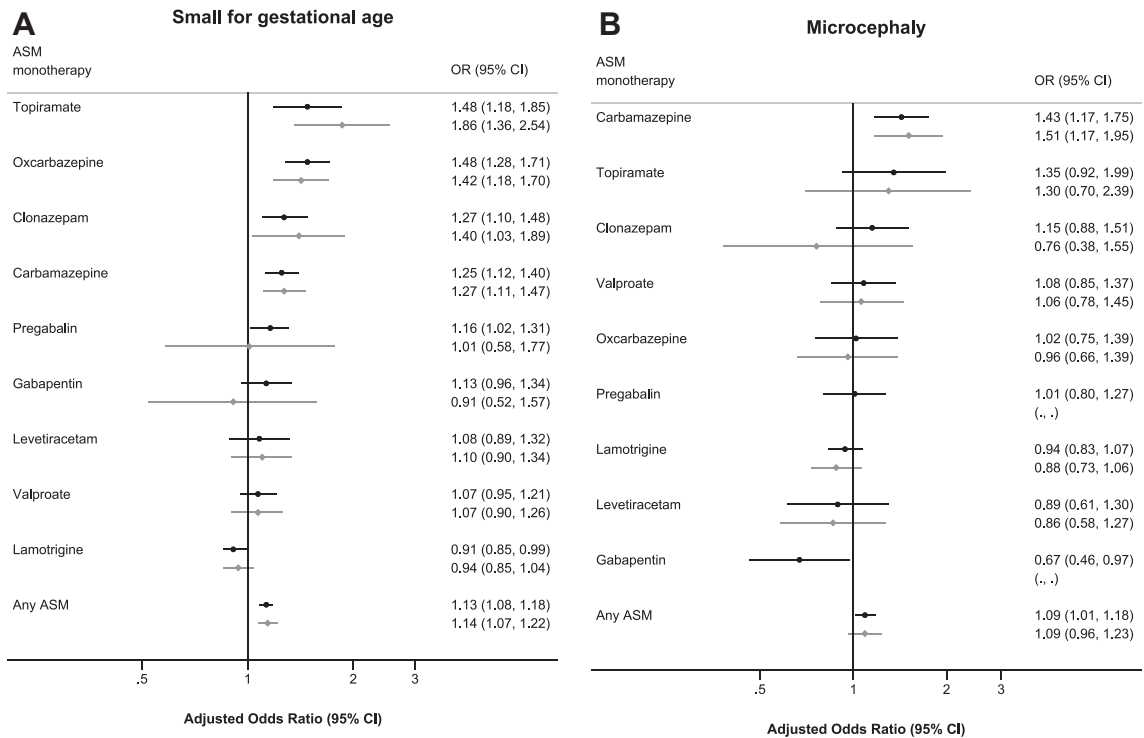 A
Small for gestational age
ASM
monotherapy
OR (95% CI)
Topiramate
1.48 (1.18, 1.85)
1.86 (1.36, 2.54)
Oxcarbazepine
1.48 (1.28, 1.71)
1.42 (1.18, 1.70)
Clonazepam
1.27 (1.10, 1.48)
1.40 (1.03, 1.89)
Carbamazepine
1.25 (1.12, 1.40)
1.27 (1.11, 1.47)
Pregabalin
1.16 (1.02, 1.31)
1.01 (0.58, 1.77)
Gabapentin
1.13 (0.96, 1.34)
0.91 (0.52, 1.57)
Levetiracetam
1.08 (0.89, 1.32)
1.10 (0.90, 1.34)
Valproate
1.07 (0.95, 1.21)
1.07 (0.90, 1.26)
Lamotrigine
0.91 (0.85, 0.99)
0.94 (0.85, 1.04)
Any ASM
1.13 (1.08, 1.18)
1.14 (1.07, 1.22)
.5 1 2 3
Adjusted Odds Ratio (95% CI)
B
Microcephaly
ASM
monotherapy
OR (95% CI)
Carbamazepine
1.43 (1.17, 1.75)
1.51 (1.17, 1.95)
Topiramate
1.35 (0.92, 1.99)
1.30 (0.70, 2.39)
Clonazepam
1.15 (0.88, 1.51)
0.76 (0.38, 1.55)
Valproate
1.08 (0.85, 1.37)
1.06 (0.78, 1.45)
Oxcarbazepine
1.02 (0.75, 1.39)
0.96 (0.66, 1.39)
Pregabalin
1.01 (0.80, 1.27)
(., .)
Lamotrigine
0.94 (0.83, 1.07)
0.88 (0.73, 1.06)
Levetiracetam
0.89 (0.61, 1.30)
0.86 (0.58, 1.27)
Gabapentin
0.67 (0.46, 0.97)
(., .)
Any ASM
1.09 (1.01, 1.18)
1.09 (0.96, 1.23)
.5 1 2 3
Adjusted Odds Ratio (95% CI)